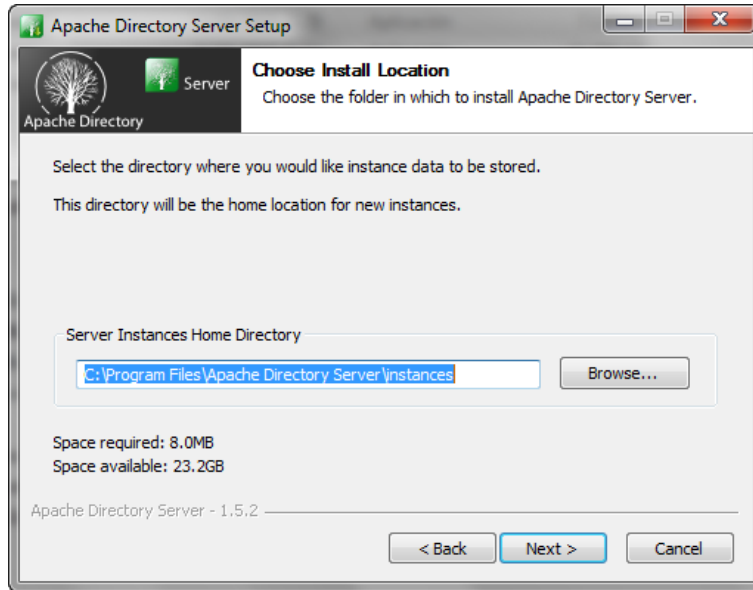 Apache Directory Server Setup
Server
Apache Directory
Choose Install Location
Choose the folder in which to install Apache Directory Server.
Select the directory where you would like instance data to be stored.
This directory will be the home location for new instances.
Server Instances Home Directory
C:\Program Files\Apache Directory Server\instances
Browse...
Space required: 8.0MB
Space available: 23.2GB
Apache Directory Server - 1.5.2
< Back
Next >
Cancel